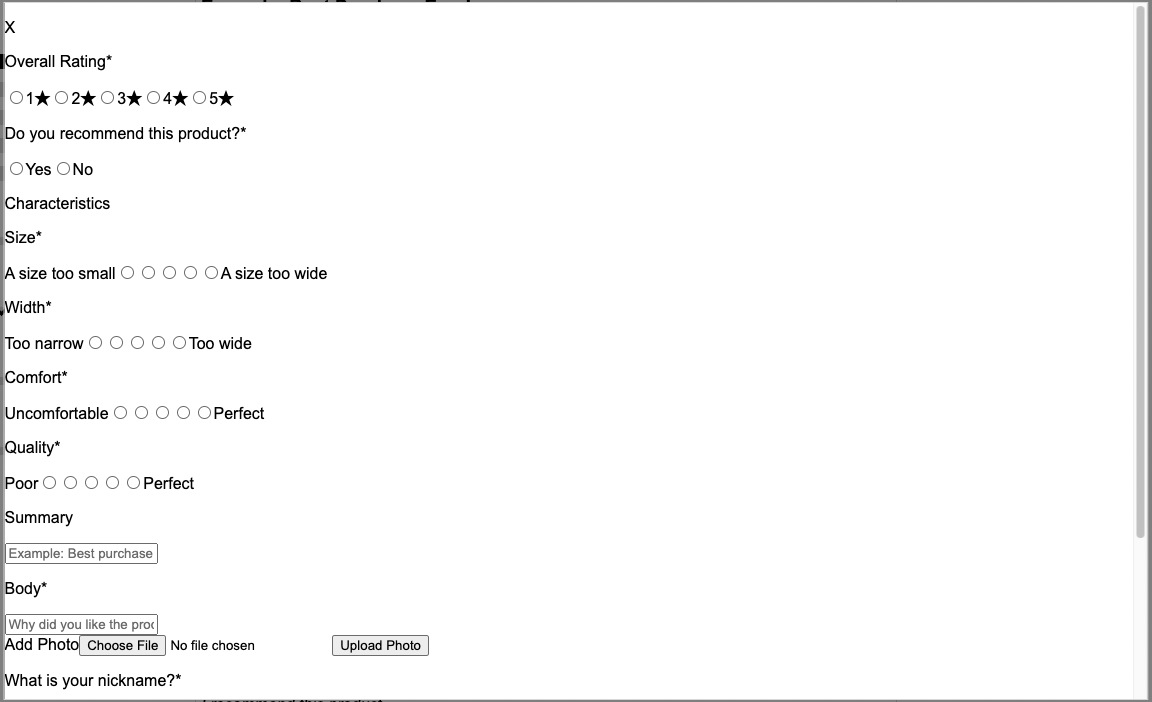 X
Overall Rating*
1★ 2★ 3★ 4★ 5★
Do you recommend this product?*
Yes No
Characteristics
Size*
A size too small A size too wide
Width*
Too narrow Too wide
Comfort*
Uncomfortable Perfect
Quality*
Poor Perfect
Summary
Example: Best purchase
Body*
Why did you like the
Add Photo Choose File No file chosen Upload Photo
What is your nickname?*